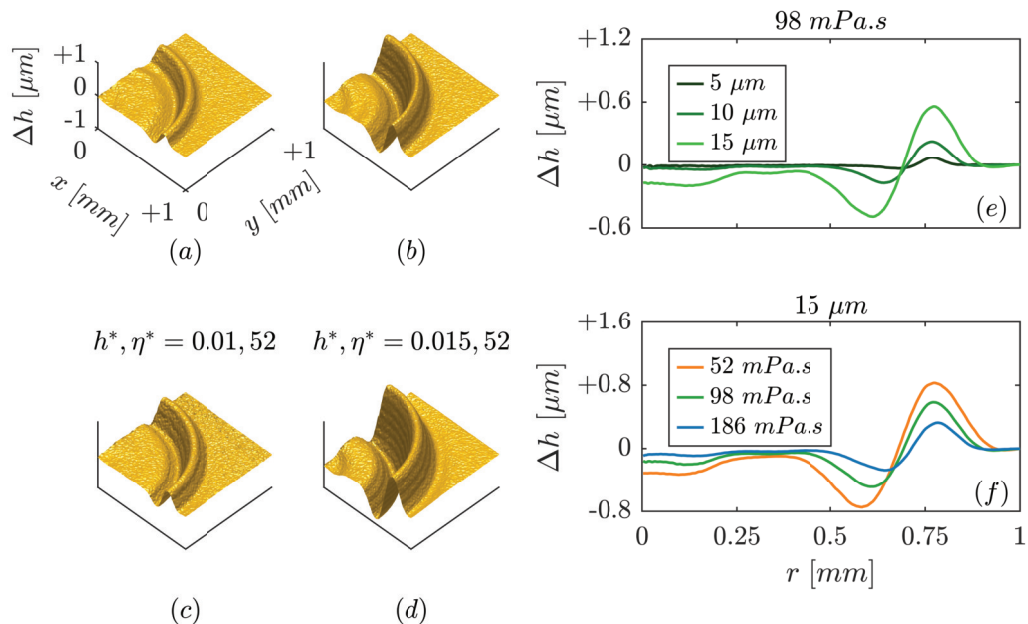 +1
0
-1
Δh [μm]
0
x [mm]
+1
0
y [mm]
+1
(a)
(b)
h*, η* = 0.01, 52
h*, η* = 0.015, 52
(c)
(d)
98 mPa.s
+1.2
+0.6
0
-0.6
Δh [μm]
5 μm
10 μm
15 μm
(e)
15 μm
+1.6
+0.8
0
-0.8
Δh [μm]
52 mPa.s
98 mPa.s
186 mPa.s
(f)
0
0.25
0.5
0.75
1
r [mm]